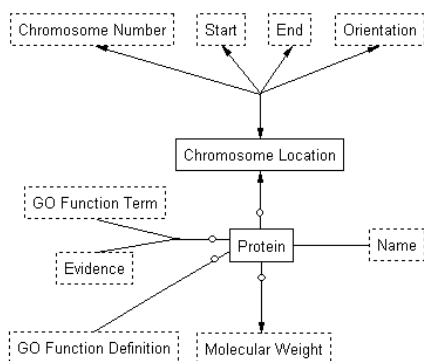 Chromosome Number
Start
End
Orientation
Chromosome Location
GO Function Term
Protein
Name
Evidence
GO Function Definition
Molecular Weight